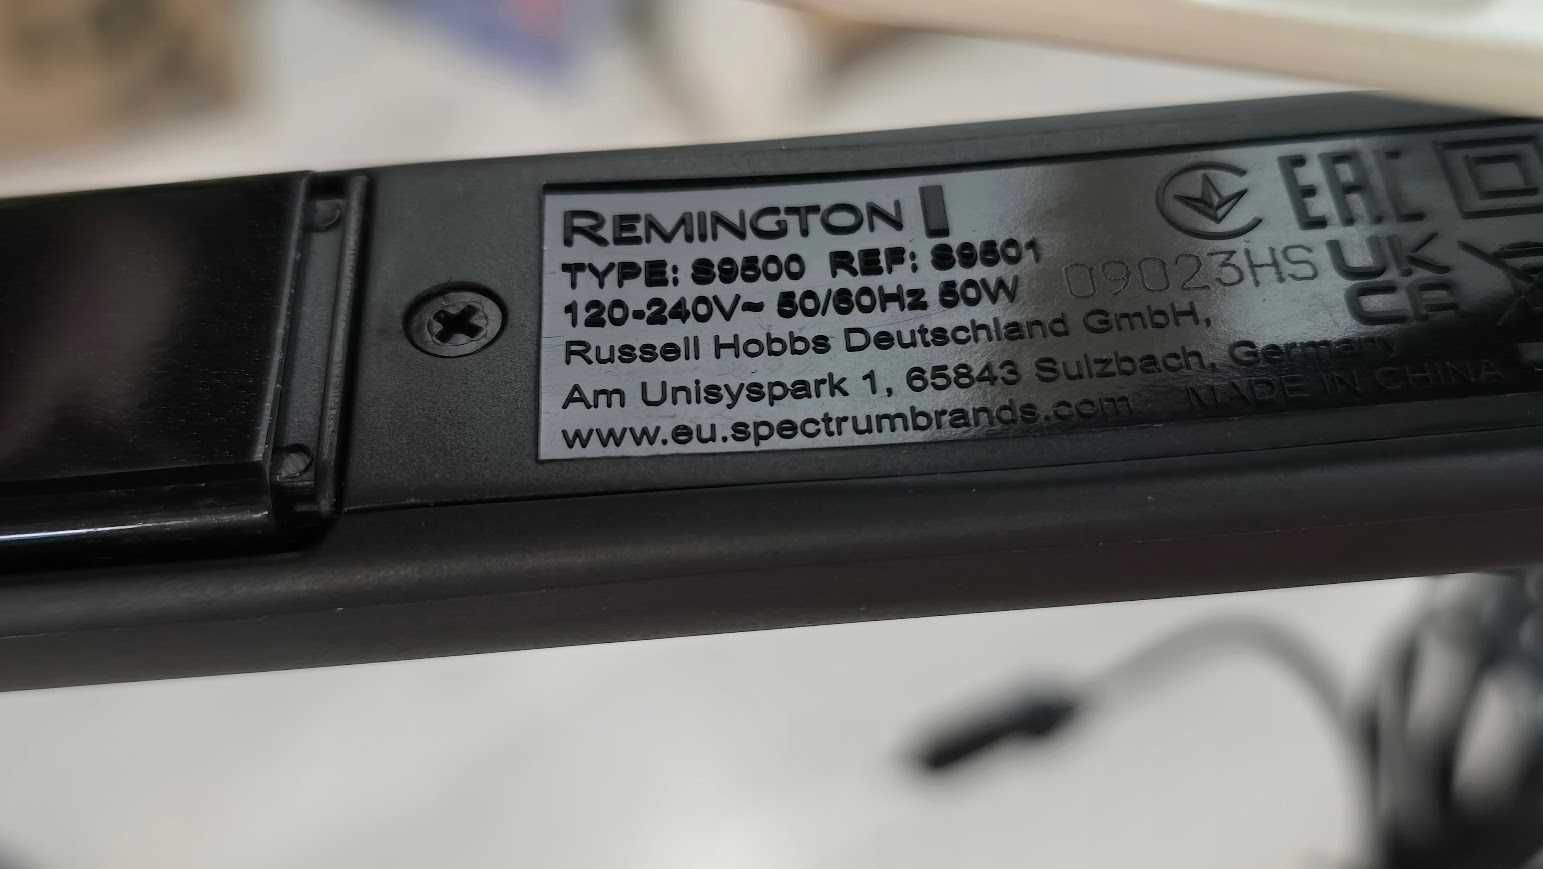 REMINGTON
TYPE: S9500 REF: S9501
120-240V~ 50/60Hz 50W
Russell Hobbs Deutschland GmbH,
Am Unisyspark 1, 65843 Sulzbach, Germany
www.eu.spectrumbrands.com MADE IN CHINA
EAC
09023HS
UK
CA